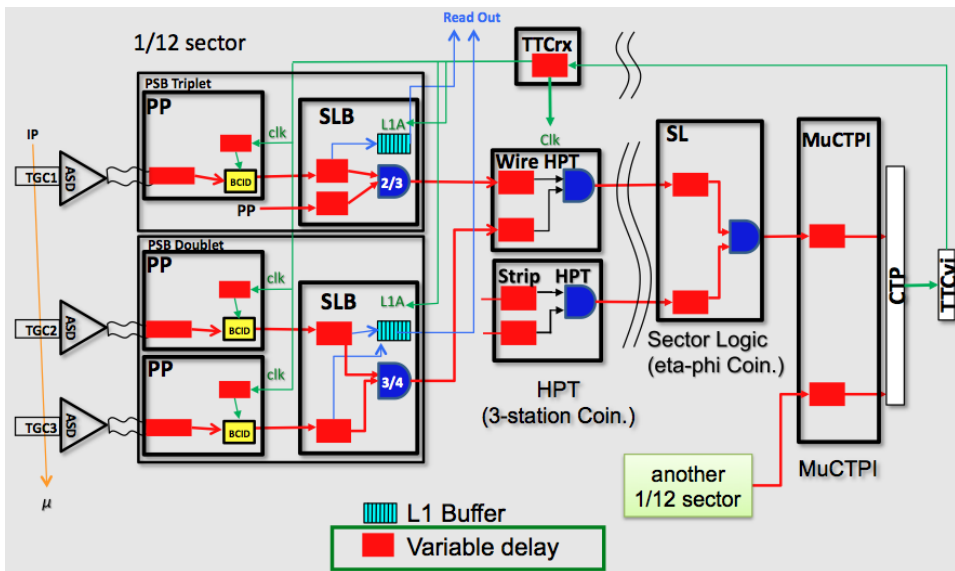 Read Out
1/12 sector
TTCrx
PSB Triplet
PP
SLB
L1A
clk
Clk
SL
MuCTPI
IP
Wire HPT
TGC1
ASD
BCID
2/3
PP
PSB Doublet
PP
clk
SLB
L1A
Strip HPT
CTP
TTCvi
TGC2
ASD
BCID
Sector Logic
(eta-phi Coin.)
PP
clk
3/4
HPT
(3-station Coin.)
TGC3
ASD
BCID
MuCTPI
another
1/12 sector
μ
L1 Buffer
Variable delay